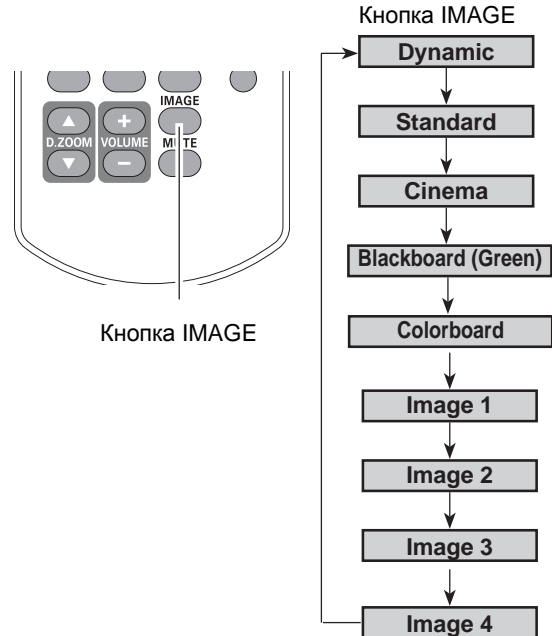 Кнопка IMAGE
Dynamic
Standard
Cinema
Blackboard (Green)
Colorboard
Image 1
Image 2
Image 3
Image 4
IMAGE
D.ZOOM
VOLUME
MUTE
Кнопка IMAGE